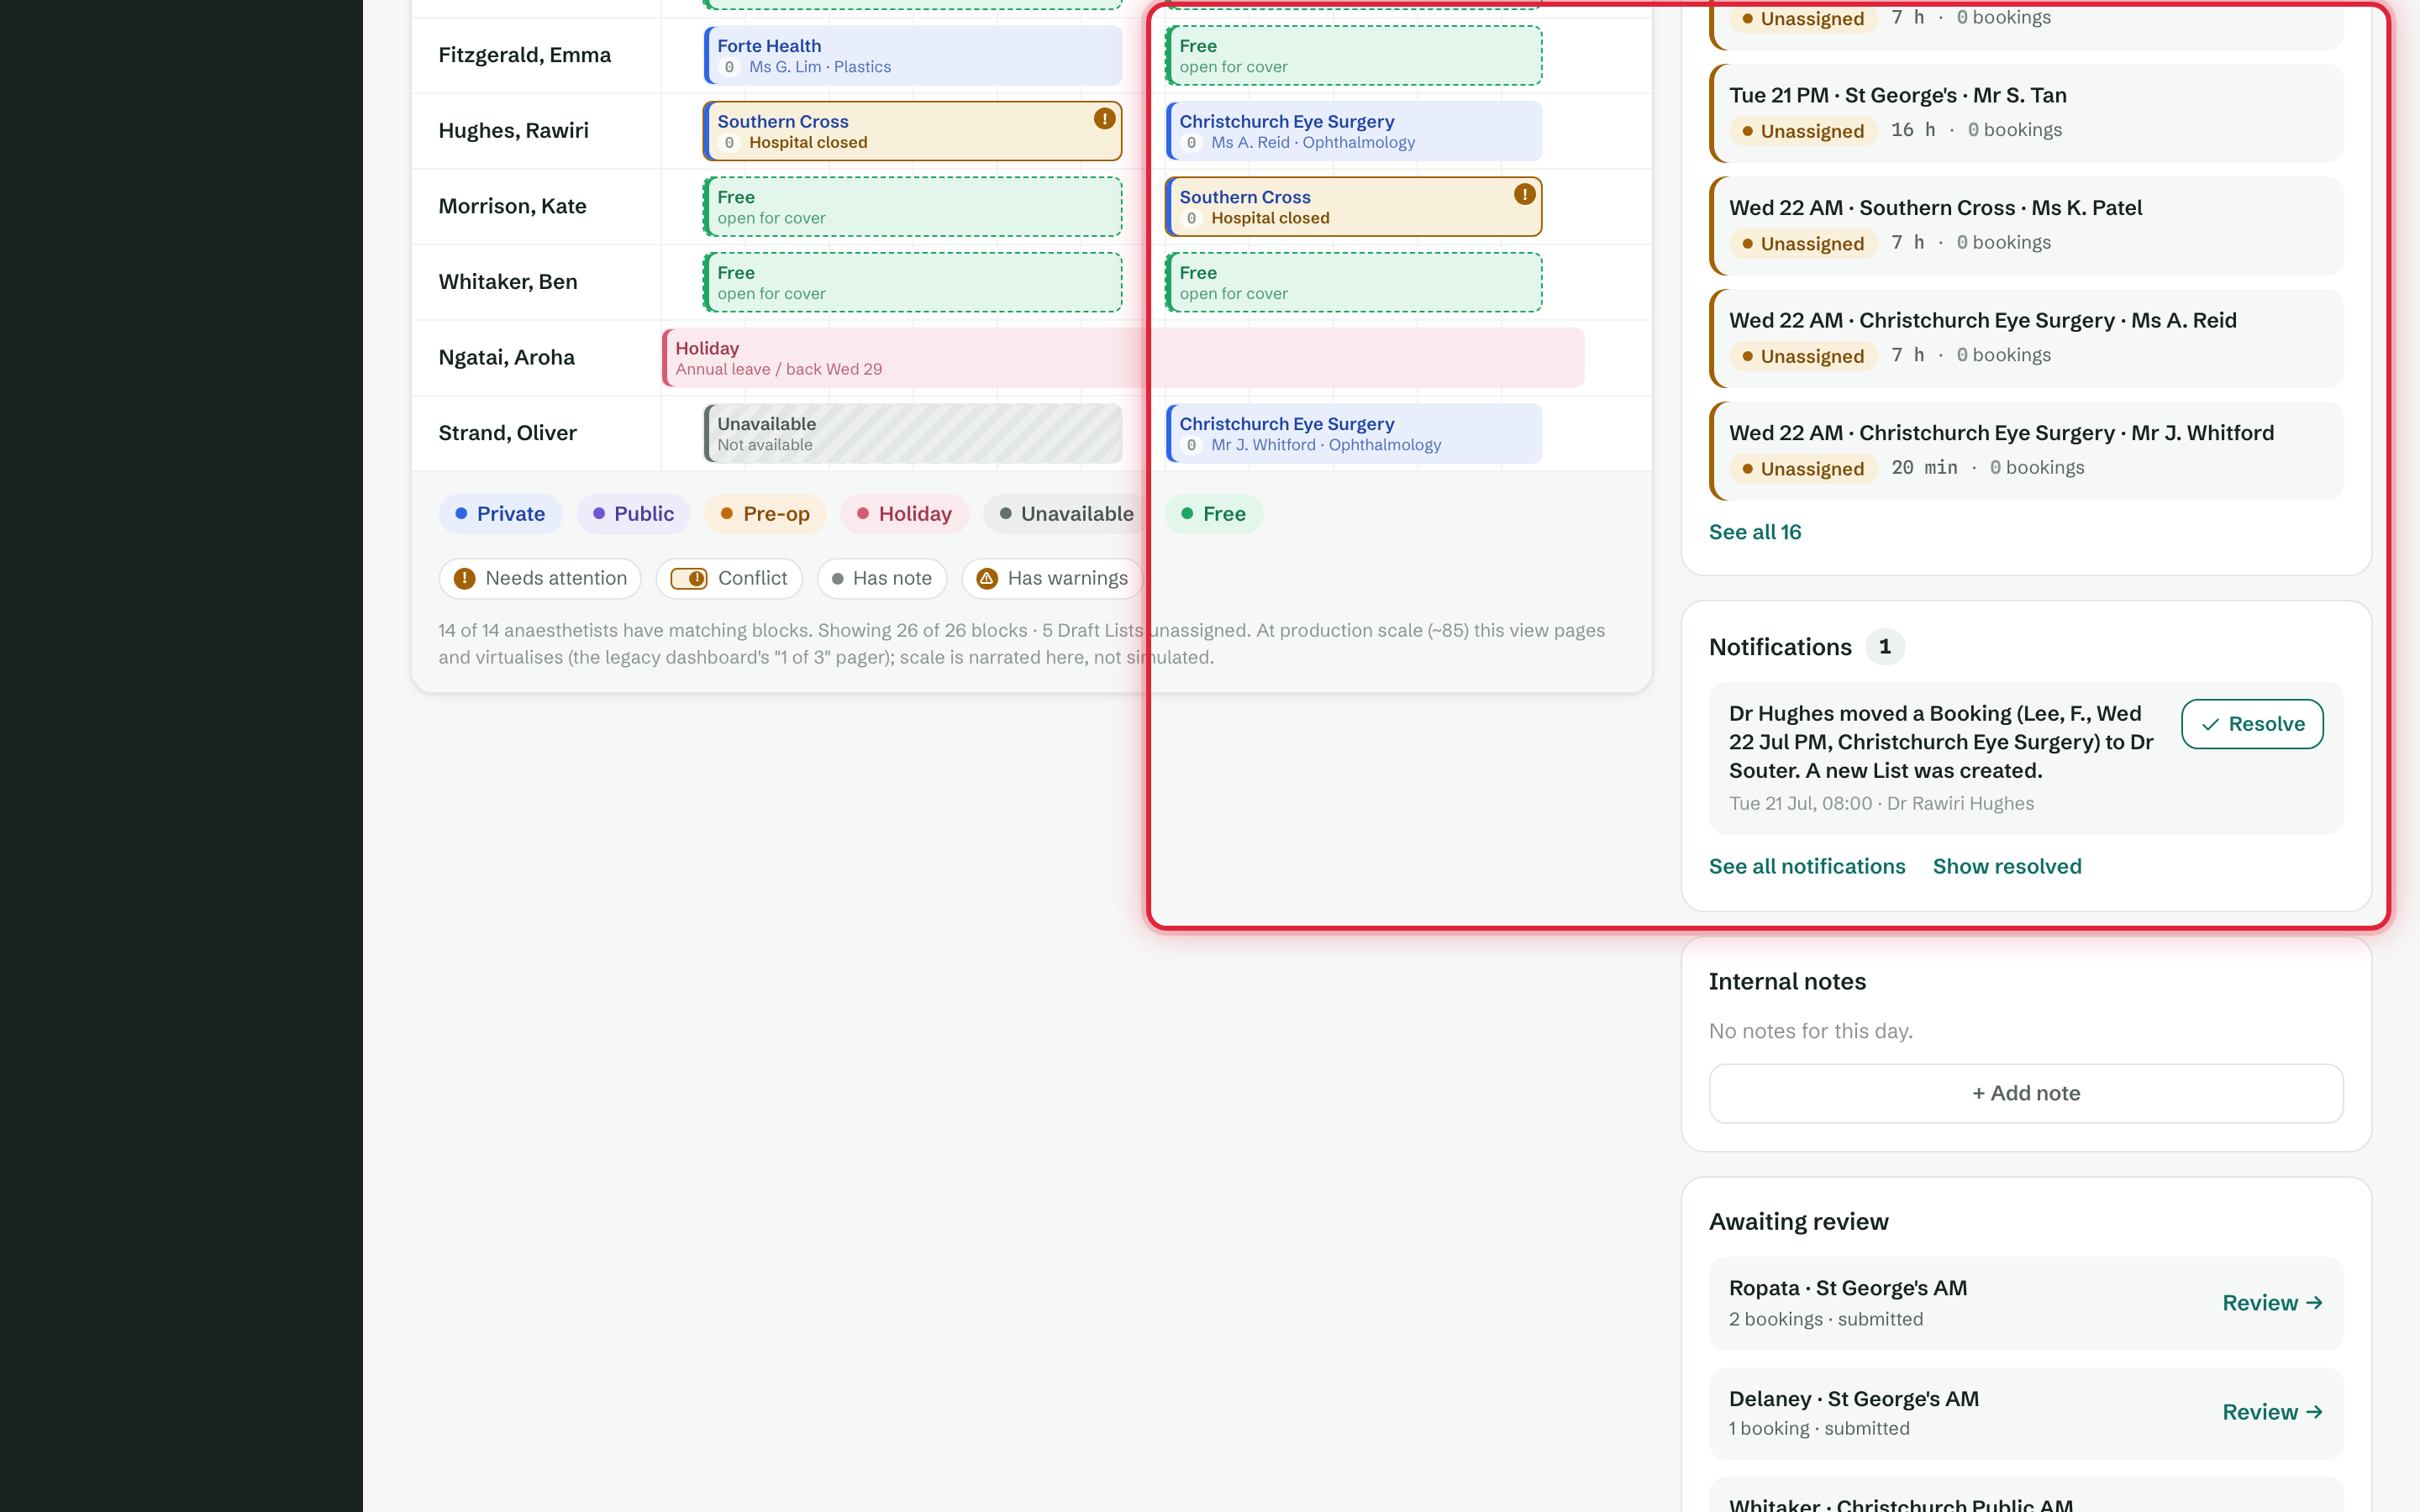 Fitzgerald, Emma
Forte Health
0 Ms G. Lim · Plastics
Free
open for cover
Hughes, Rawiri
Southern Cross
0 Hospital closed
!
Christchurch Eye Surgery
0 Ms A. Reid · Ophthalmology
Morrison, Kate
Free
open for cover
Southern Cross
0 Hospital closed
!
Whitaker, Ben
Free
open for cover
Free
open for cover
Ngatai, Aroha
Holiday
Annual leave / back Wed 29
Strand, Oliver
Unavailable
Not available
Christchurch Eye Surgery
0 Mr J. Whitford · Ophthalmology
Private
Public
Pre-op
Holiday
Unavailable
Free
! Needs attention
! Conflict
Has note
Has warnings
14 of 14 anaesthetists have matching blocks. Showing 26 of 26 blocks · 5 Draft Lists unassigned. At production scale (~85) this view pages
and virtualises (the legacy dashboard's "1 of 3" pager); scale is narrated here, not simulated.
Unassigned 7 h · 0 bookings
Tue 21 PM · St George's · Mr S. Tan
Unassigned 16 h · 0 bookings
Wed 22 AM · Southern Cross · Ms K. Patel
Unassigned 7 h · 0 bookings
Wed 22 AM · Christchurch Eye Surgery · Ms A. Reid
Unassigned 7 h · 0 bookings
Wed 22 AM · Christchurch Eye Surgery · Mr J. Whitford
Unassigned 20 min · 0 bookings
See all 16
Notifications 1
Dr Hughes moved a Booking (Lee, F., Wed
22 Jul PM, Christchurch Eye Surgery) to Dr
Souter. A new List was created.
Tue 21 Jul, 08:00 · Dr Rawiri Hughes
Resolve
See all notifications
Show resolved
Internal notes
No notes for this day.
+ Add note
Awaiting review
Ropata · St George's AM
2 bookings · submitted
Review →
Delaney · St George's AM
1 booking · submitted
Review →
Whitaker · Christchurch Public AM